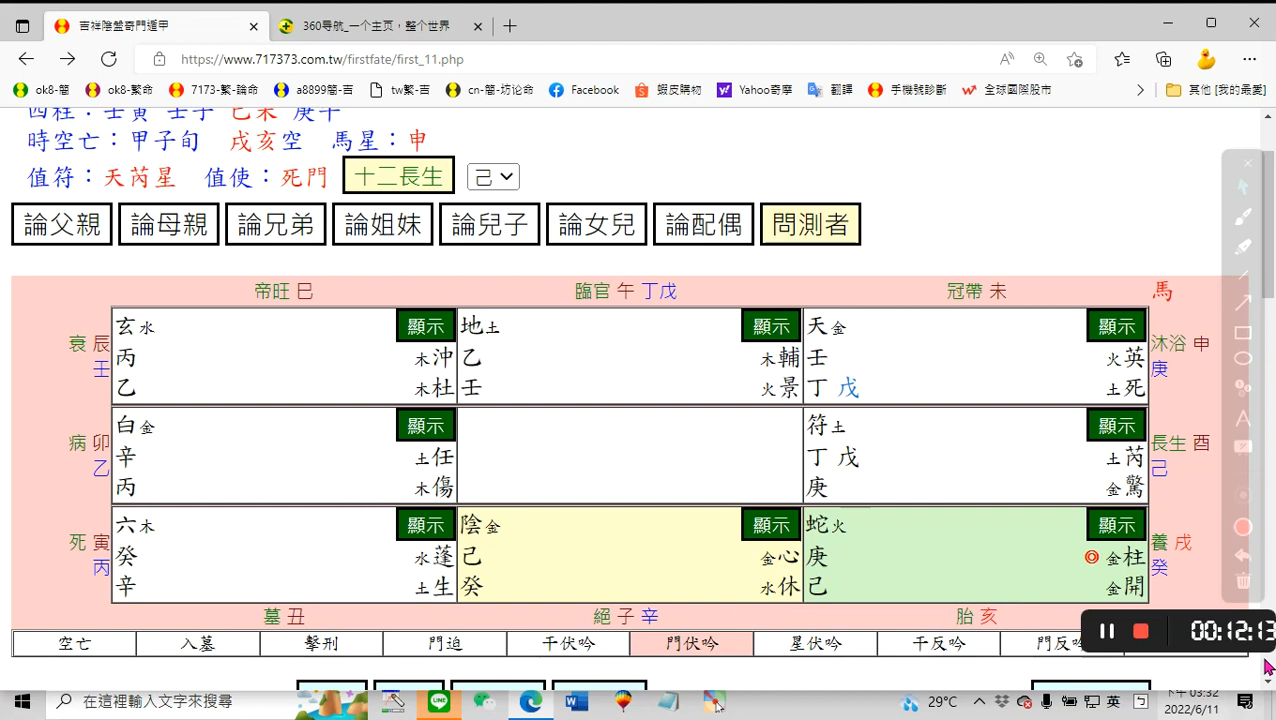 吉祥陰盤奇門遁甲
360导航_一个主页，整个世界
https://www.717373.com.tw/firstfate/first_11.php
ok8-簡
ok8-繁命
7173-繁-論命
a8899簡-吉
tw繁-吉
cn-簡-坊论命
Facebook
蝦皮購物
Yahoo奇摩
翻譯
手機號診斷
全球國際股市
其他 [我的最愛]
四柱：壬寅 壬子 己未 庚午
時空亡：甲子旬 戌亥空 馬星：申
值符：天芮星 值使：死門 十二長生 己
論父親 論母親 論兄弟 論姐妹 論兒子 論女兒 論配偶 問測者
帝旺 巳 臨官 午 丁戊 冠帶 未 馬
玄水 顯示 地土 顯示 天金 顯示
衰 辰 沐浴 申
丙 木沖 乙 木輔 壬 火英
壬 庚
乙 木杜 壬 火景 丁 戊 土死
白金 顯示 符土 顯示
病 卯 長生 酉
辛 土任 丁 戊 土芮
乙 己
丙 木傷 庚 金驚
六木 顯示 陰金 顯示 蛇火 顯示
死 寅 養 戌
癸 水蓬 己 金心 庚 金柱
丙 癸
辛 土生 癸 水休 己 金開
墓 丑 絕 子 辛 胎 亥
空亡 入墓 擊刑 門迫 干伏吟 門伏吟 星伏吟 干反吟 門反吟
00:12:13
在這裡輸入文字來搜尋
29°C
英
下午 03:32
2022/6/11